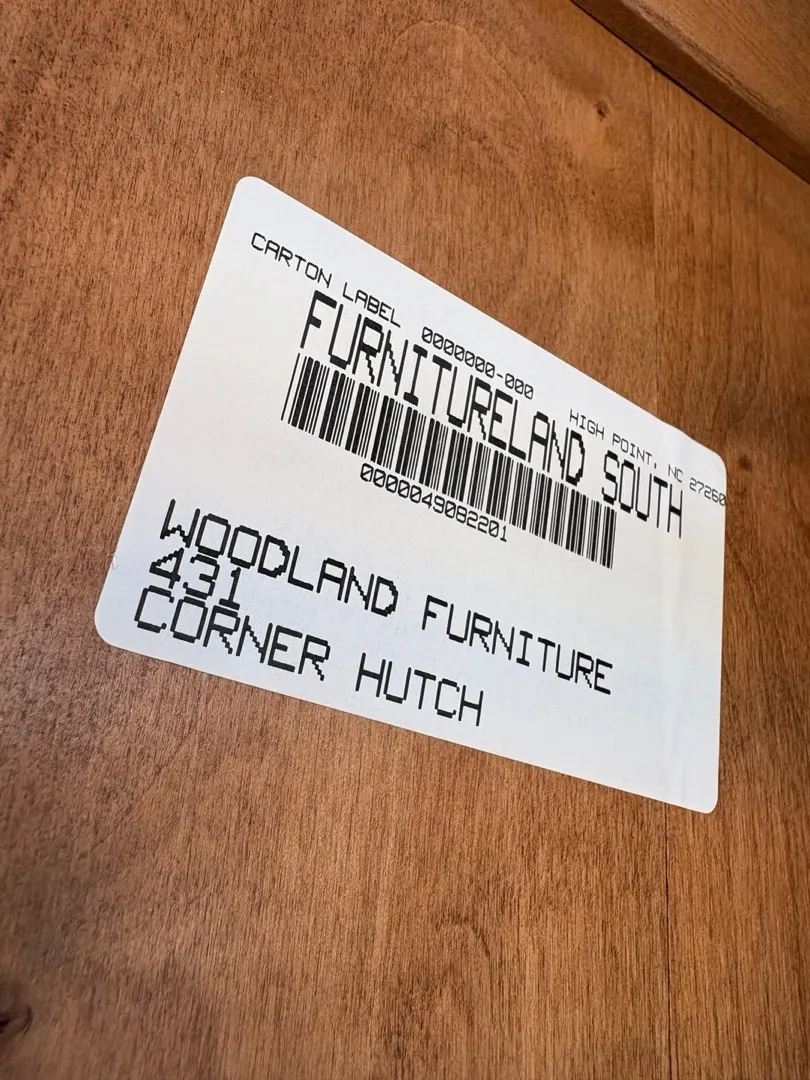 CARTON LABEL 0000000-000 HIGH POINT, NC 27260
FURNITURELAND SOUTH
0000049082201
WOODLAND FURNITURE
431
CORNER HUTCH